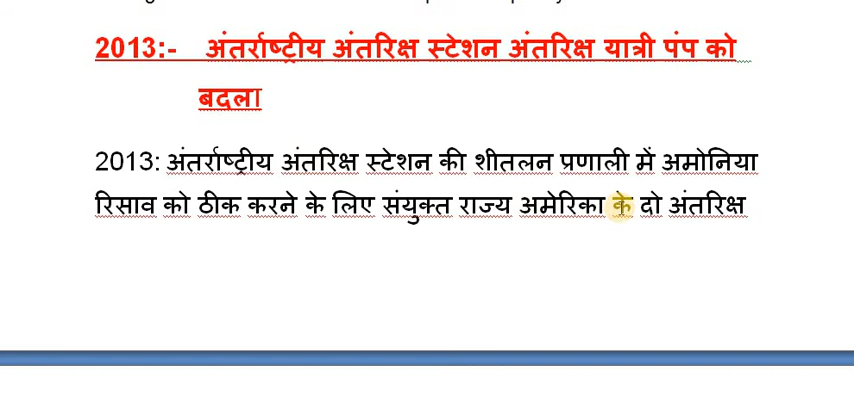 2013:- अंतर्राष्ट्रीय अंतरिक्ष स्टेशन अंतरिक्ष यात्री पंप को
बदला
2013: अंतर्राष्ट्रीय अंतरिक्ष स्टेशन की शीतलन प्रणाली में अमोनिया
रिसाव को ठीक करने के लिए संयुक्त राज्य अमेरिका के दो अंतरिक्ष